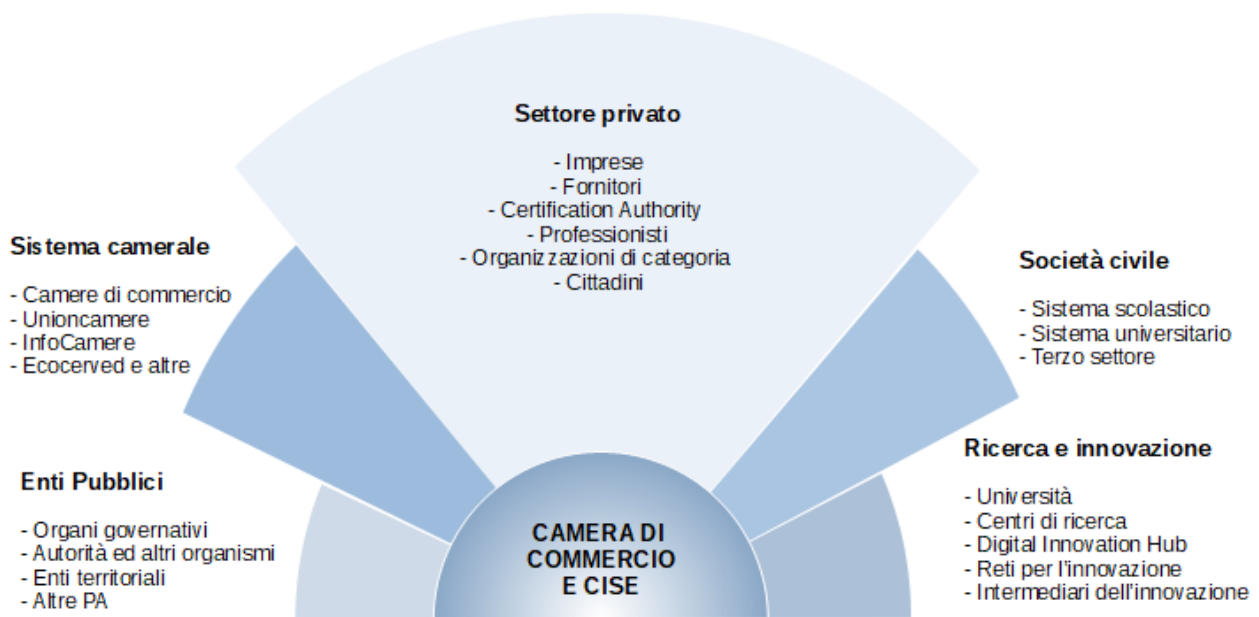 Settore privato
- Imprese
- Fornitori
- Certification Authority
- Professionisti
- Organizzazioni di categoria
- Cittadini
Sistema camerale
- Camere di commercio
- Unioncamere
- InfoCamere
- Ecocerved e altre
Società civile
- Sistema scolastico
- Sistema universitario
- Terzo settore
Enti Pubblici
- Organi governativi
- Autorità ed altri organismi
- Enti territoriali
- Altre PA
CAMERA DI
COMMERCIO
E CISE
Ricerca e innovazione
- Università
- Centri di ricerca
- Digital Innovation Hub
- Reti per l'innovazione
- Intermediari dell'innovazione